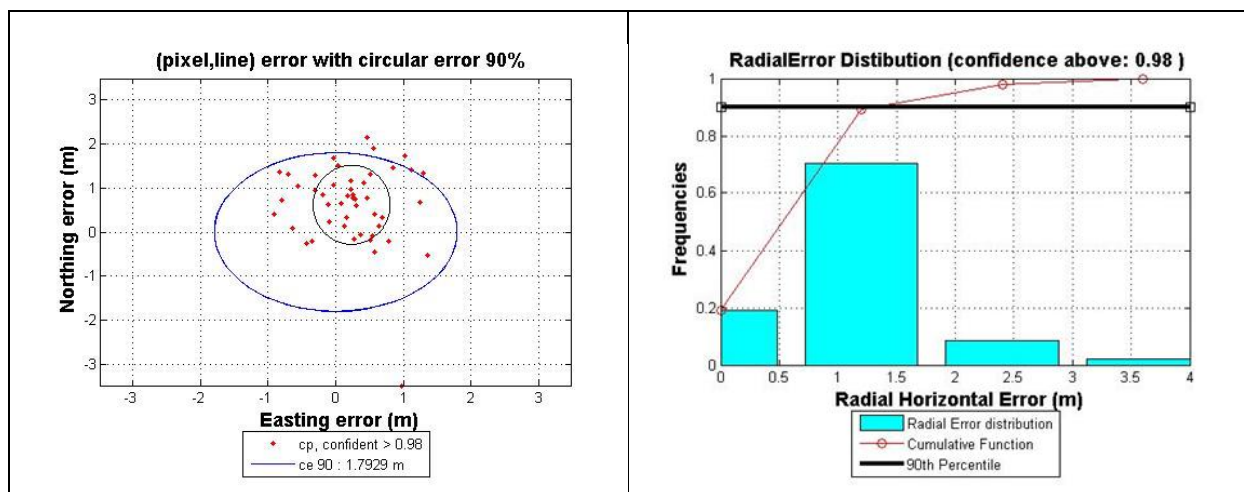 (pixel,line) error with circular error 90%
3
2
1
0
-1
-2
-3
Northing error (m)
-3 -2 -1 0 1 2 3
Easting error (m)
cp, confident > 0.98
ce 90 : 1.7929 m
RadialError Distibution (confidence above: 0.98 )
1
0.8
0.6
0.4
0.2
0
Frequencies
0 0.5 1 1.5 2 2.5 3 3.5 4
Radial Horizontal Error (m)
Radial Error distribution
Cumulative Function
90th Percentile